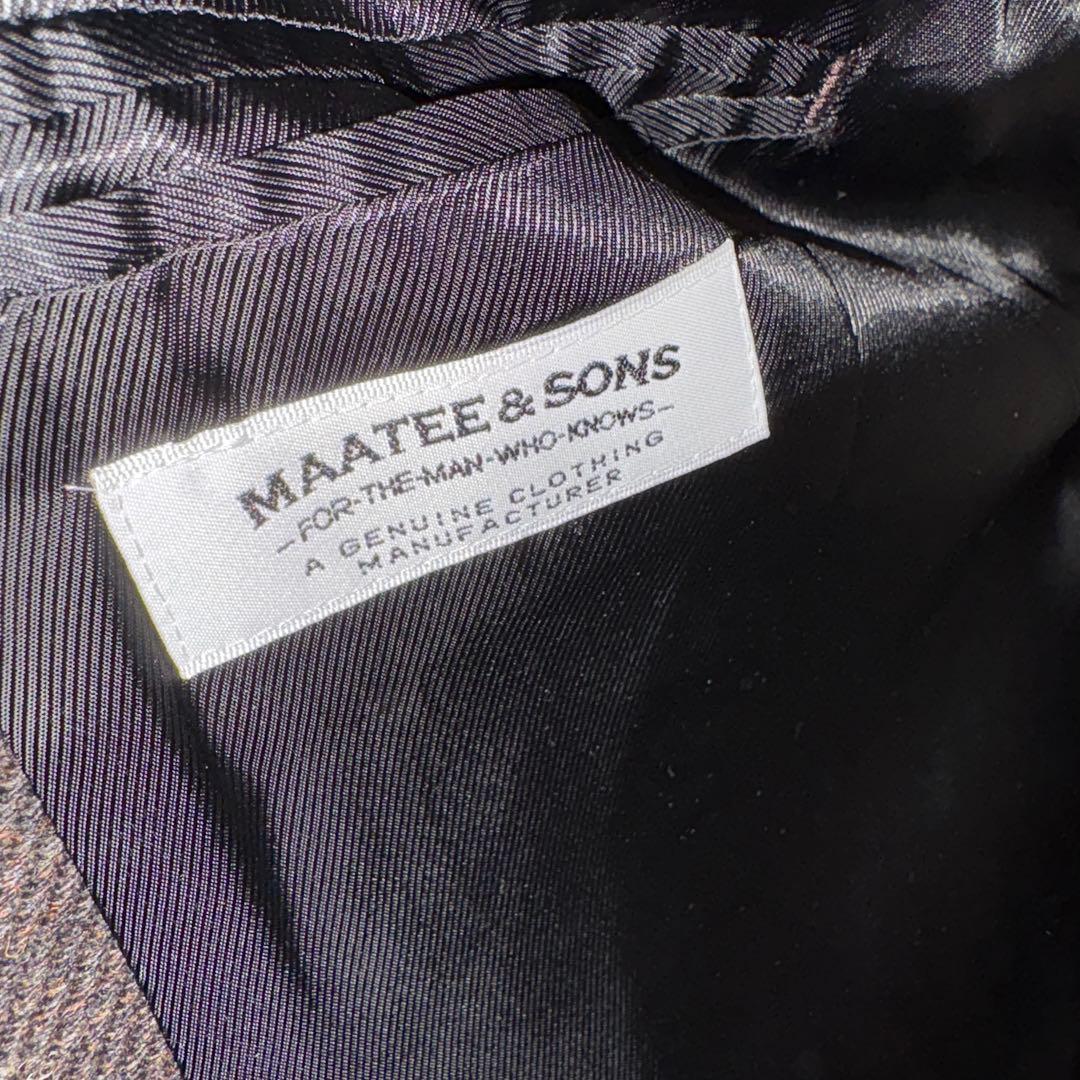 MAATEE & SONS
-FOR-THE-MAN-WHO-KNOWS-
A GENUINE CLOTHING
MANUFACTURER